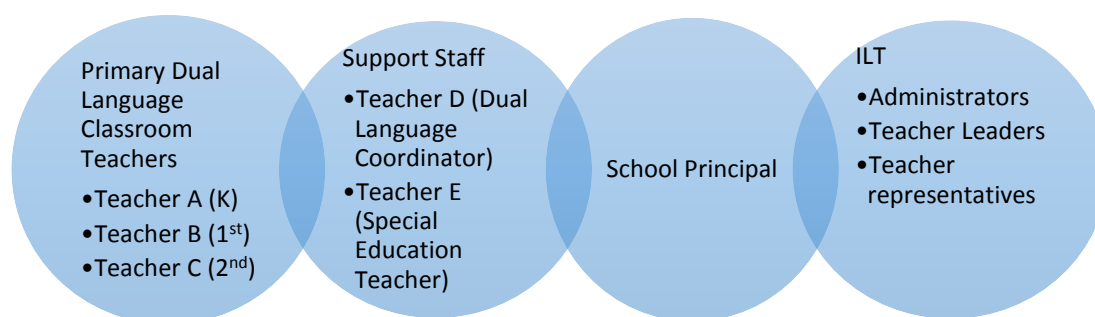 Primary Dual
Language
Classroom
Teachers
•Teacher A (K)
•Teacher B (1st)
•Teacher C (2nd)
Support Staff
•Teacher D (Dual
Language
Coordinator)
•Teacher E
(Special
Education
Teacher)
School Principal
ILT
•Administrators
•Teacher Leaders
•Teacher
representatives